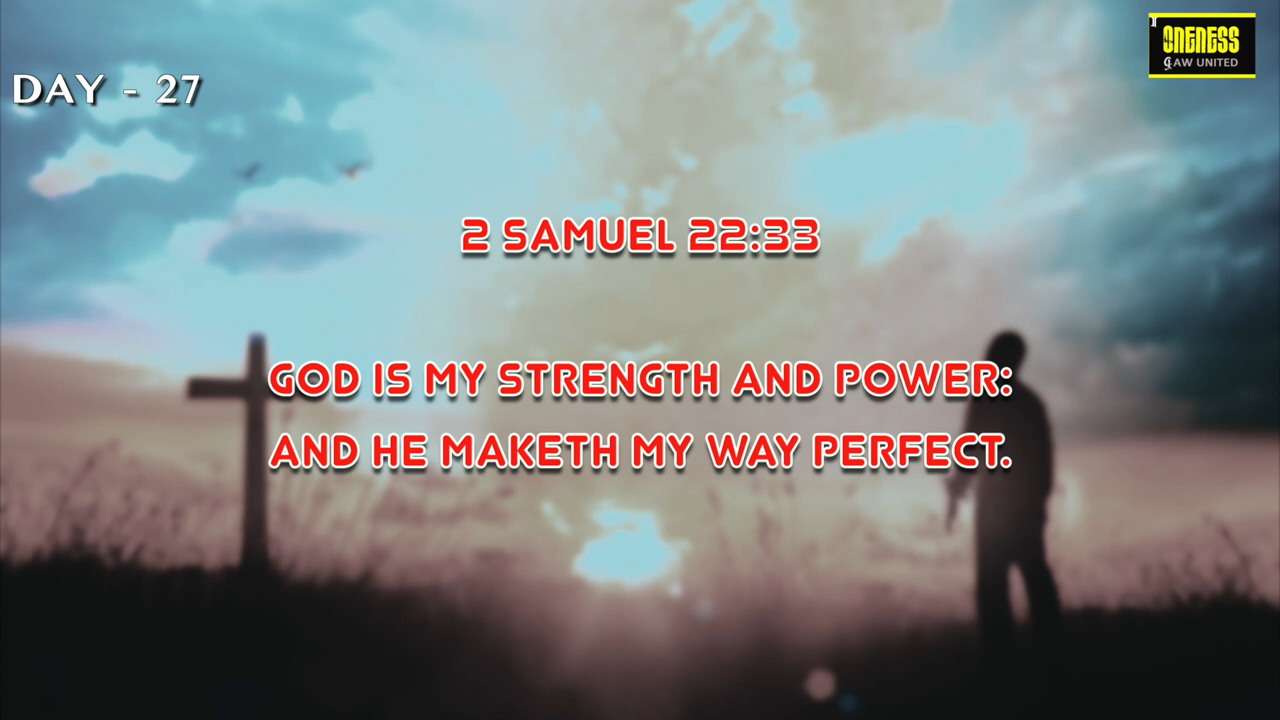 DAY - 27
ONENESS
GAW UNITED
2 SAMUEL 22:33
GOD IS MY STRENGTH AND POWER:
AND HE MAKETH MY WAY PERFECT.